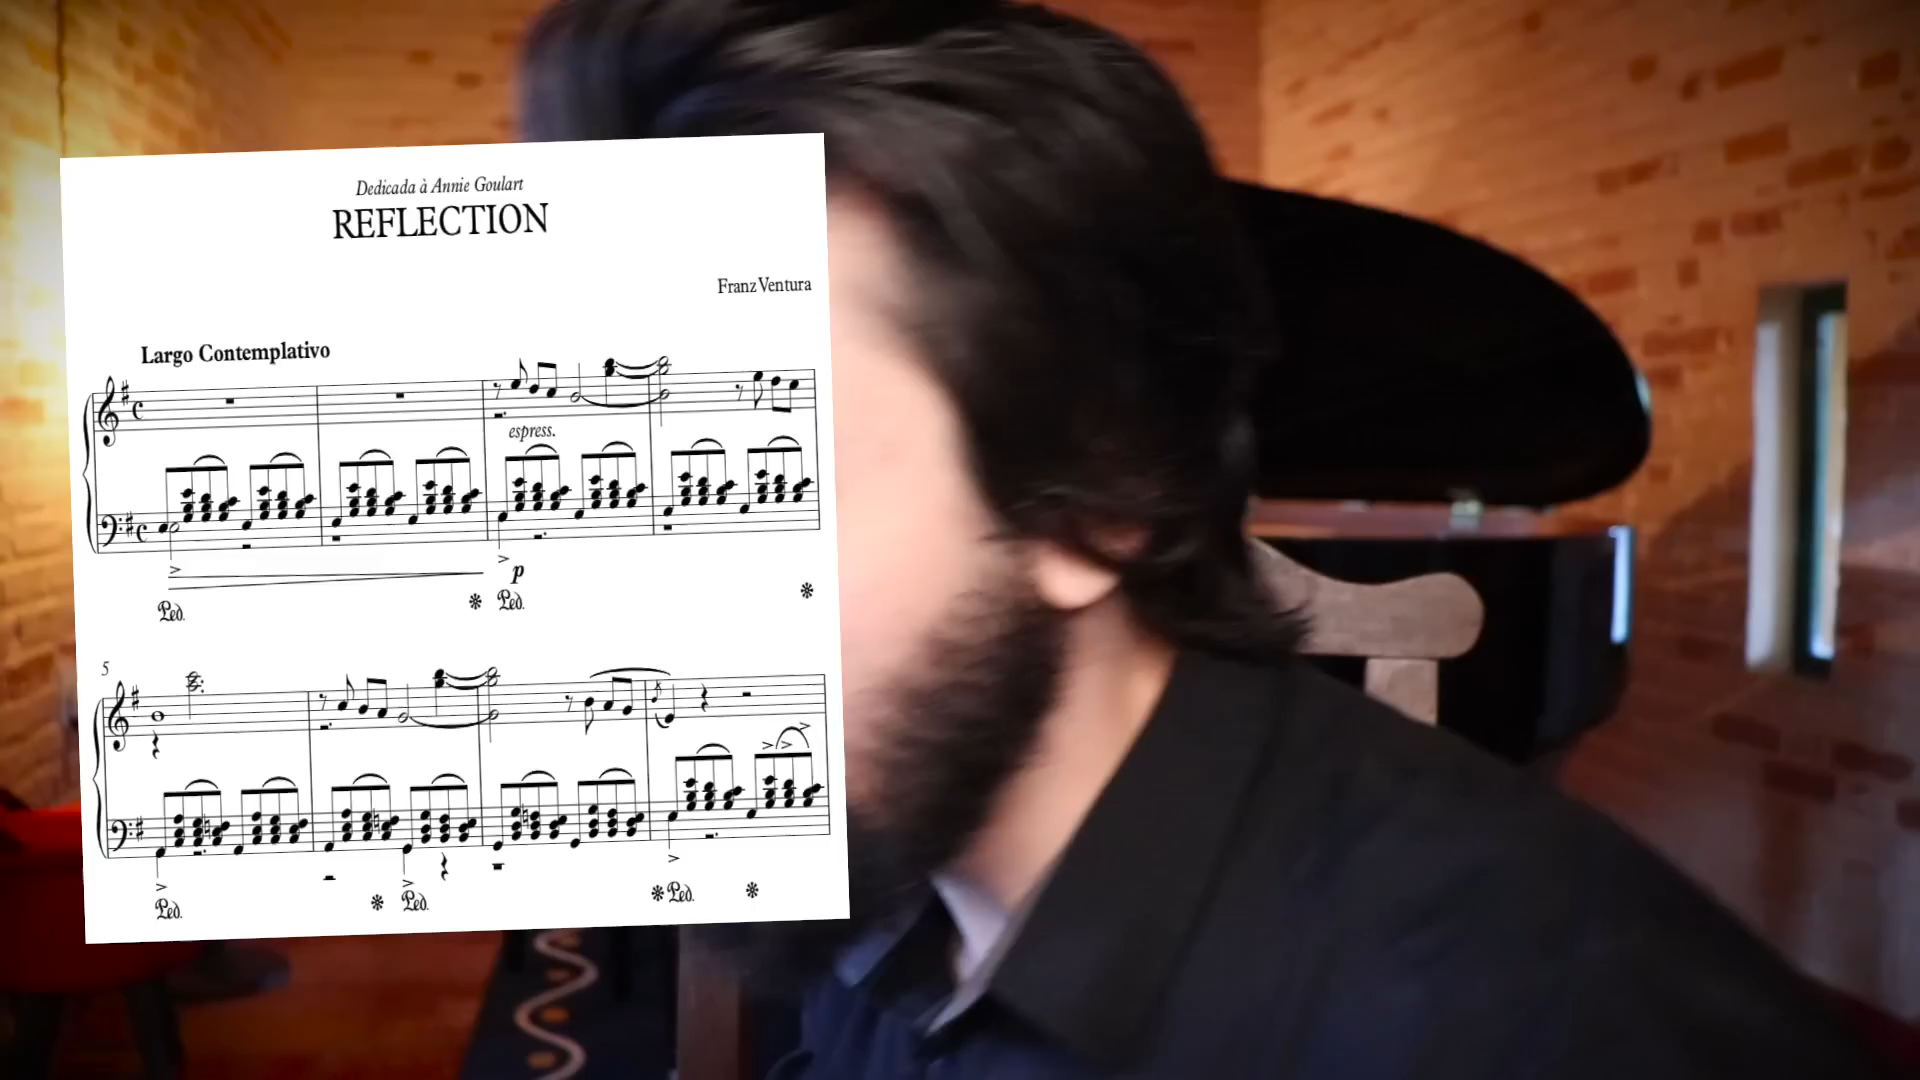 Dedicada à Annie Goulart
REFLECTION
Franz Ventura
Largo Contemplativo
espress.
p
Ped. Ped.
5
Ped. Ped. Ped.